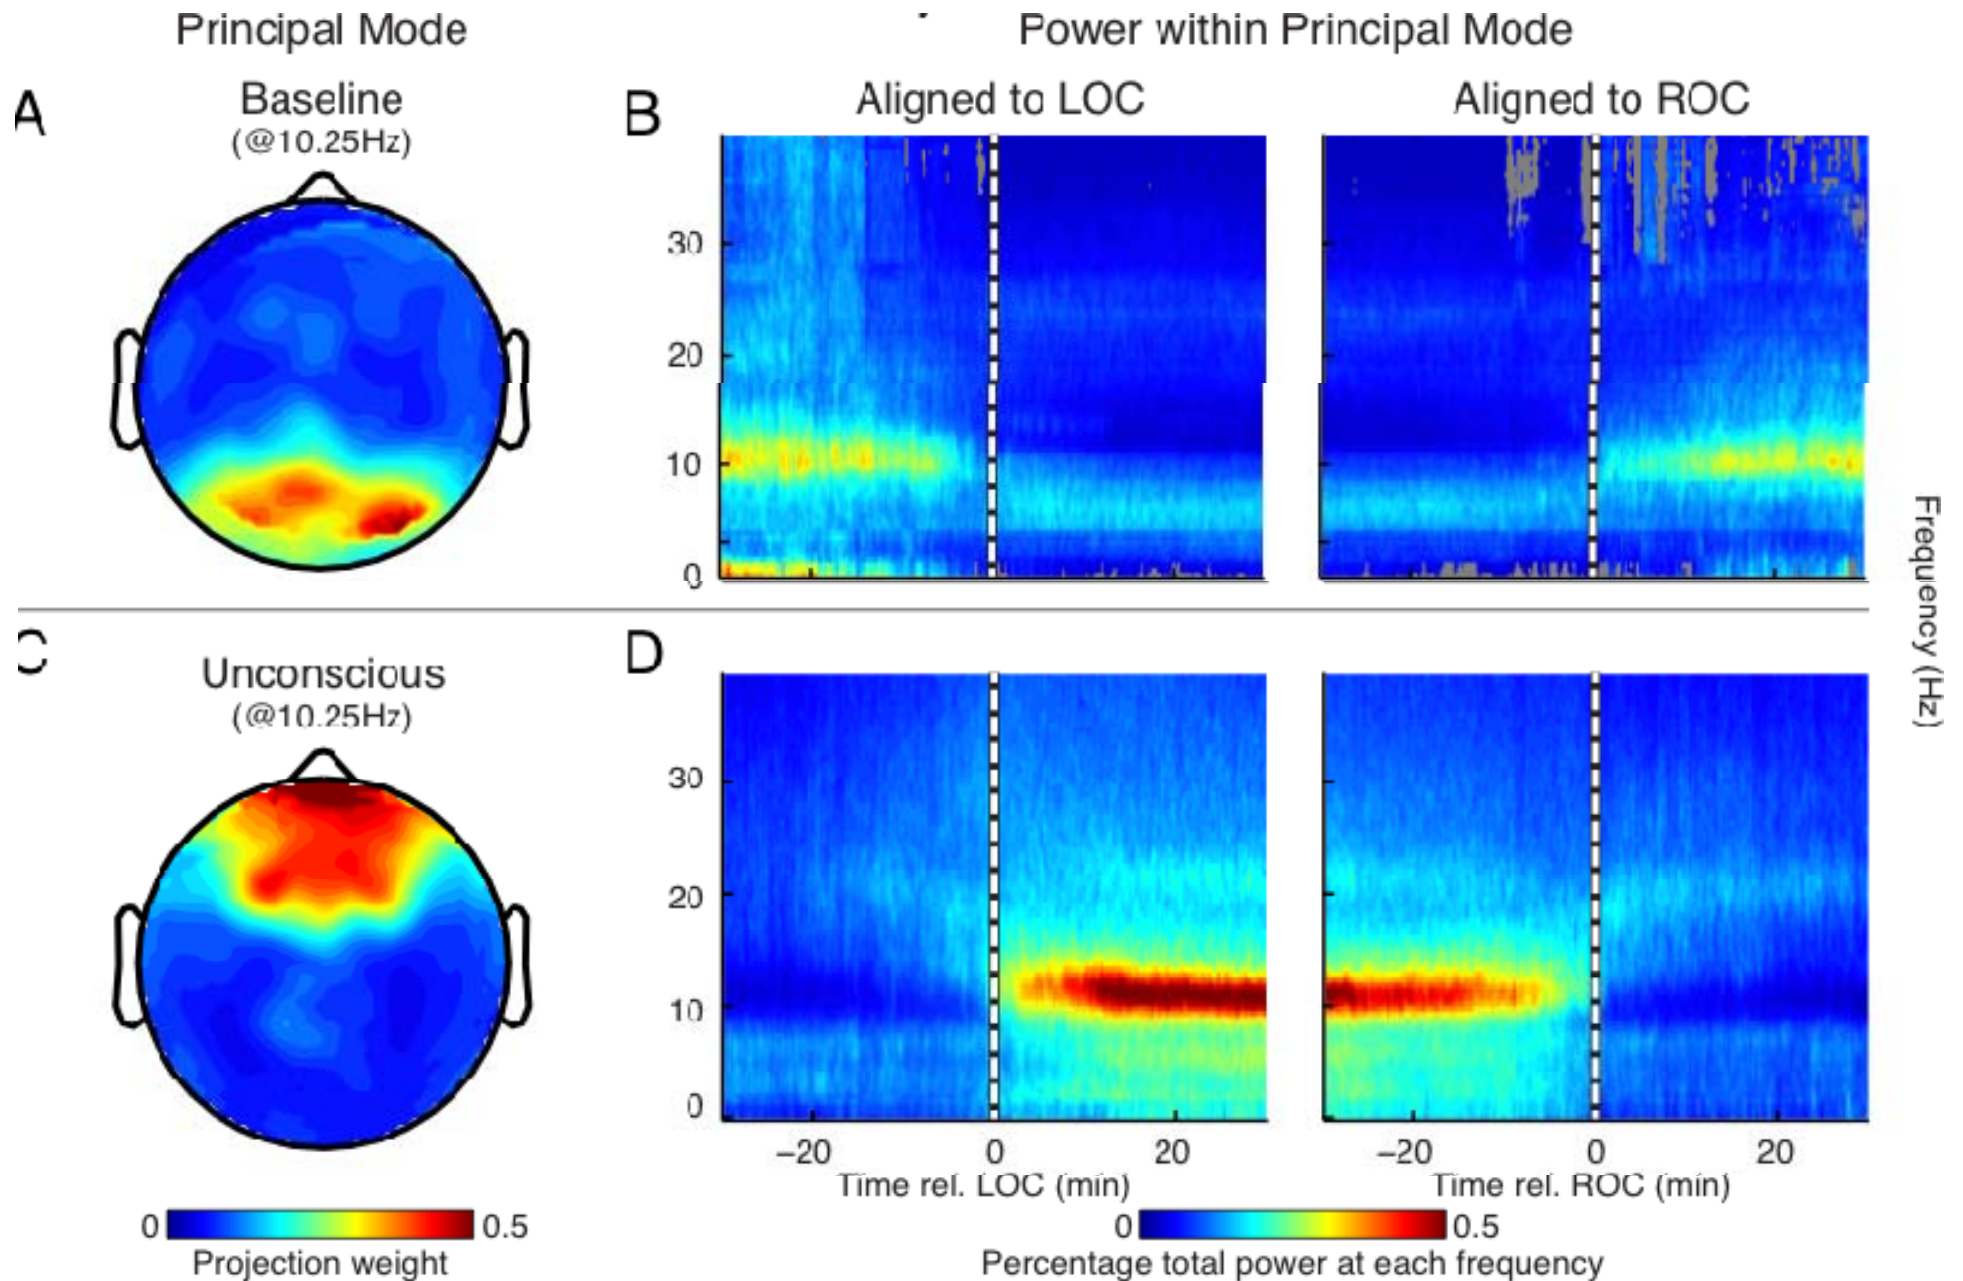 Principal Mode
Power within Principal Mode
A
Baseline
(@10.25Hz)
B
Aligned to LOC
Aligned to ROC
30
20
10
0
Frequency (Hz)
C
Unconscious
(@10.25Hz)
D
30
20
10
0
−20 0 20
−20 0 20
Time rel. LOC (min)
Time rel. ROC (min)
0 0.5
Projection weight
0 0.5
Percentage total power at each frequency